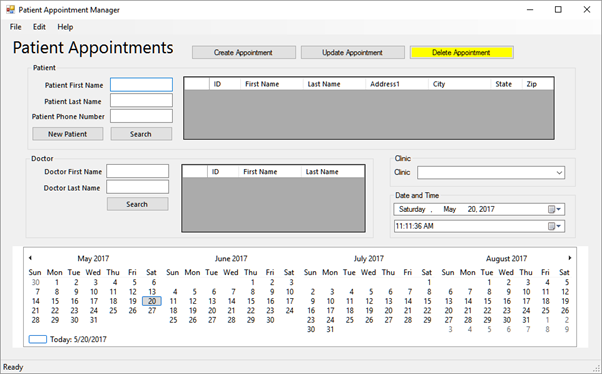 Patient Appointment Manager
File Edit Help
Patient Appointments Create Appointment Update Appointment Delete Appointment
Patient
Patient First Name
Patient Last Name
Patient Phone Number
New Patient Search
ID First Name Last Name Address1 City State Zip
Doctor
Doctor First Name
Doctor Last Name
Search
ID First Name Last Name
Clinic
Clinic
Date and Time
Saturday , May 20, 2017
11:11:36 AM
May 2017
Sun Mon Tue Wed Thu Fri Sat
30 1 2 3 4 5 6
7 8 9 10 11 12 13
14 15 16 17 18 19 20
21 22 23 24 25 26 27
28 29 30 31
June 2017
Sun Mon Tue Wed Thu Fri Sat
1 2 3
4 5 6 7 8 9 10
11 12 13 14 15 16 17
18 19 20 21 22 23 24
25 26 27 28 29 30
July 2017
Sun Mon Tue Wed Thu Fri Sat
1
2 3 4 5 6 7 8
9 10 11 12 13 14 15
16 17 18 19 20 21 22
23 24 25 26 27 28 29
30 31
August 2017
Sun Mon Tue Wed Thu Fri Sat
1 2 3 4 5
6 7 8 9 10 11 12
13 14 15 16 17 18 19
20 21 22 23 24 25 26
27 28 29 30 31 1 2
3 4 5 6 7 8 9
Today: 5/20/2017
Ready